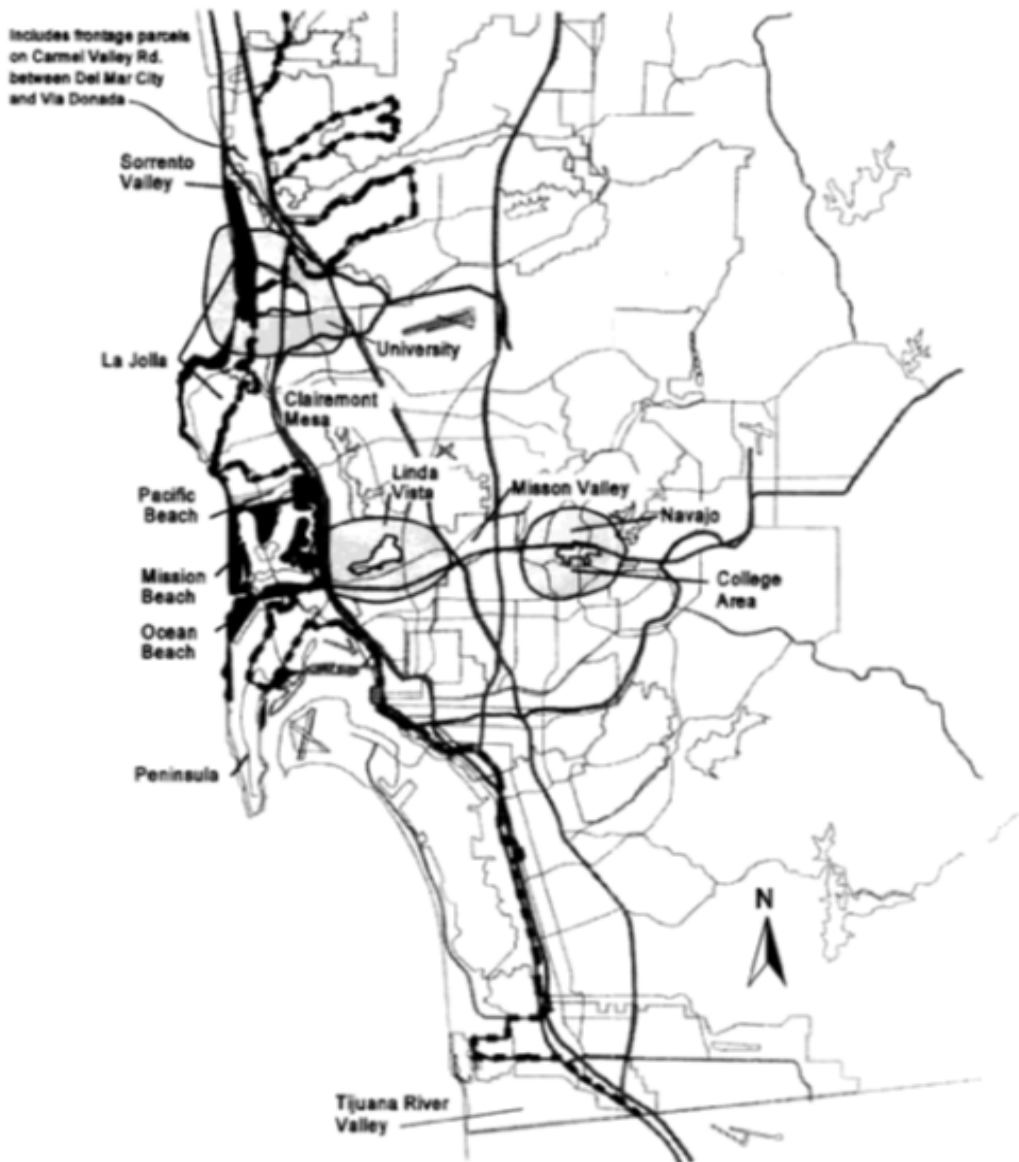 Includes frontage parcels
on Carmel Valley Rd.
between Del Mar City
and Via Donada
Sorrento
Valley
La Jolla
University
Clairemont
Mesa
Linda
Vista
Misson Valley
Navajo
Pacific
Beach
Mission
Beach
College
Area
Ocean
Beach
Peninsula
N
Tijuana River
Valley